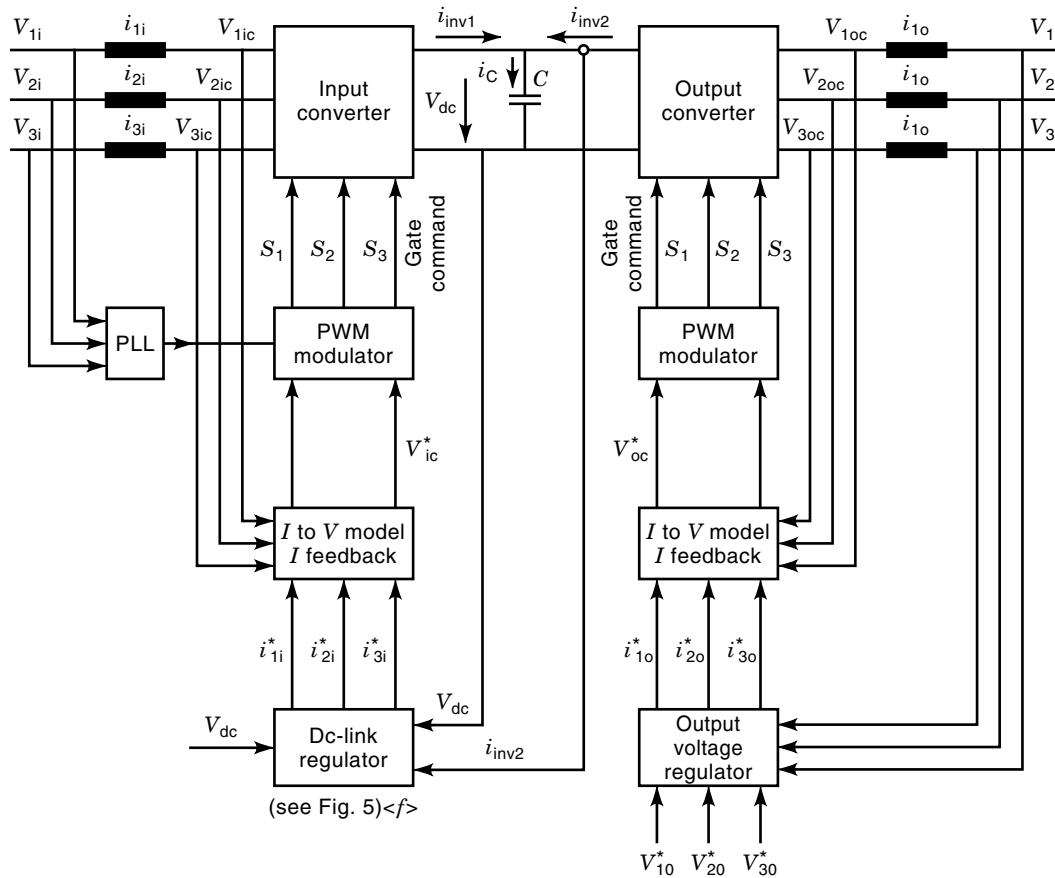 V1i i1i V1ic iinv1 iinv2 V1oc i1o V1
V2i i2i V2ic Input converter Vdc iC C Output converter V2oc i1o V2
V3i i3i V3ic V3oc i1o V3
S1 S2 S3 Gate command
Gate command S1 S2 S3
PLL
PWM modulator
PWM modulator
V*ic
V*oc
I to V model
I feedback
I to V model
I feedback
i*1i i*2i i*3i
i*1o i*2o i*3o
Vdc
Vdc
Dc-link
regulator
iinv2
Output
voltage
regulator
(see Fig. 5)<f>
V*10 V*20 V*30